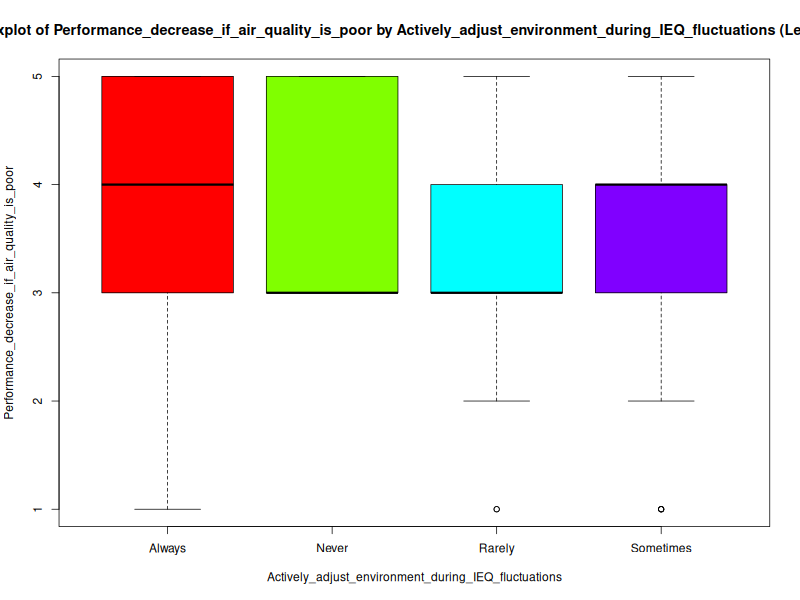 xplot of Performance_decrease_if_air_quality_is_poor by Actively_adjust_environment_during_IEQ_fluctuations (Le
Performance_decrease_if_air_quality_is_poor
5
4
3
2
1
Always Never Rarely Sometimes
Actively_adjust_environment_during_IEQ_fluctuations